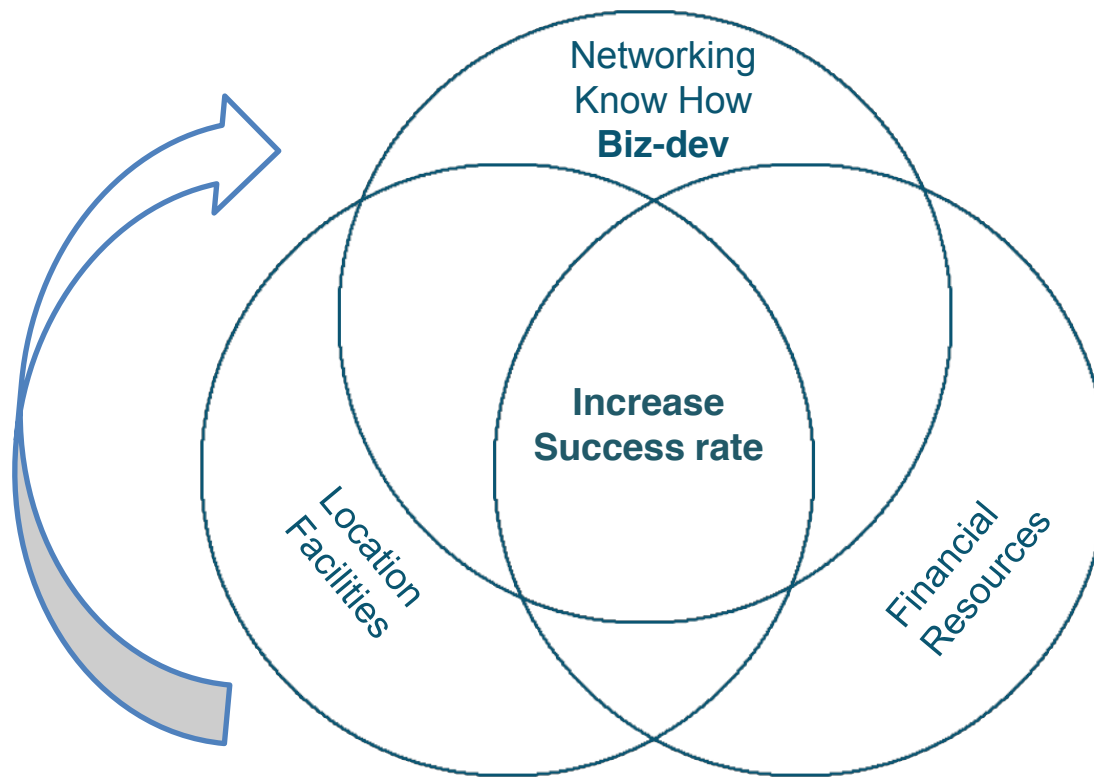 Networking
Know How
Biz-dev
Increase
Success rate
Location
Facilities
Financial
Resources